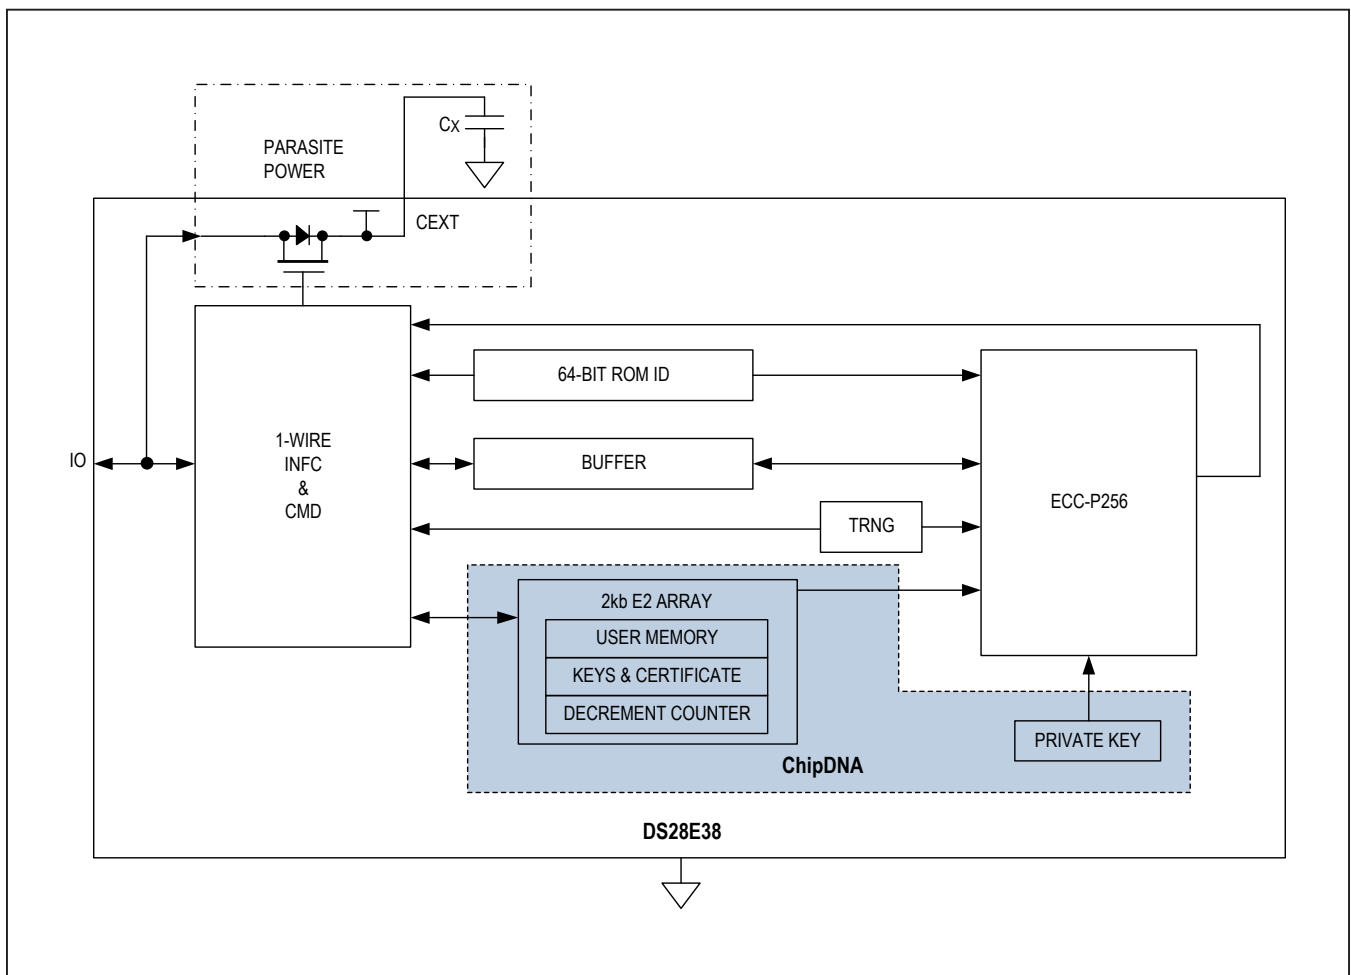 Cx
PARASITE
POWER
CEXT
64-BIT ROM ID
IO
1-WIRE
INFC
&
CMD
BUFFER
ECC-P256
TRNG
2kb E2 ARRAY
USER MEMORY
KEYS & CERTIFICATE
DECREMENT COUNTER
PRIVATE KEY
ChipDNA
DS28E38